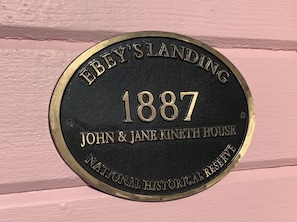 EBEY'S LANDING
1887
JOHN & JANE KINETH HOUSE
NATIONAL HISTORICAL RESERVE